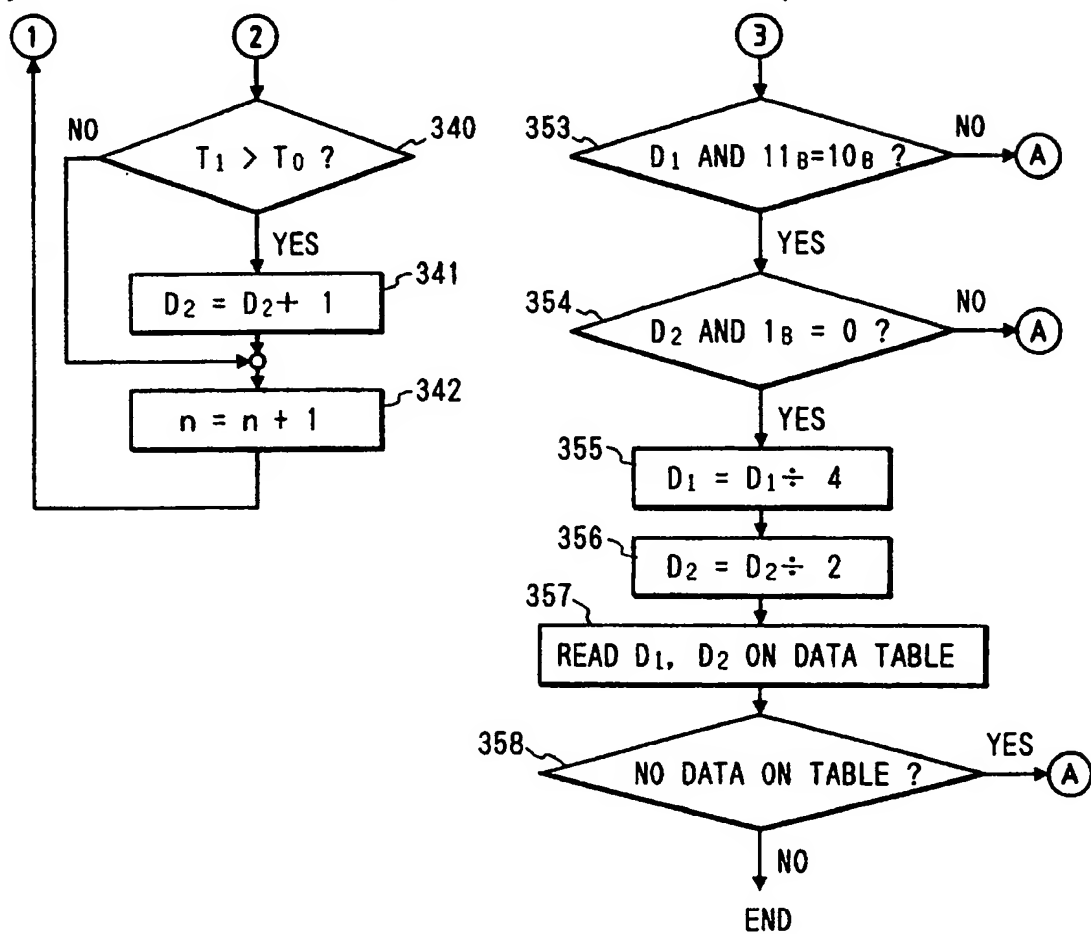 1
2
NO
T1 > T0 ?
340
YES
D2 = D2+ 1
341
n = n + 1
342
3
353
D1 AND 11B=10B ?
NO
A
YES
354
D2 AND 1B = 0 ?
NO
A
YES
355
D1 = D1÷ 4
356
D2 = D2÷ 2
357
READ D1, D2 ON DATA TABLE
358
NO DATA ON TABLE ?
YES
A
NO
END